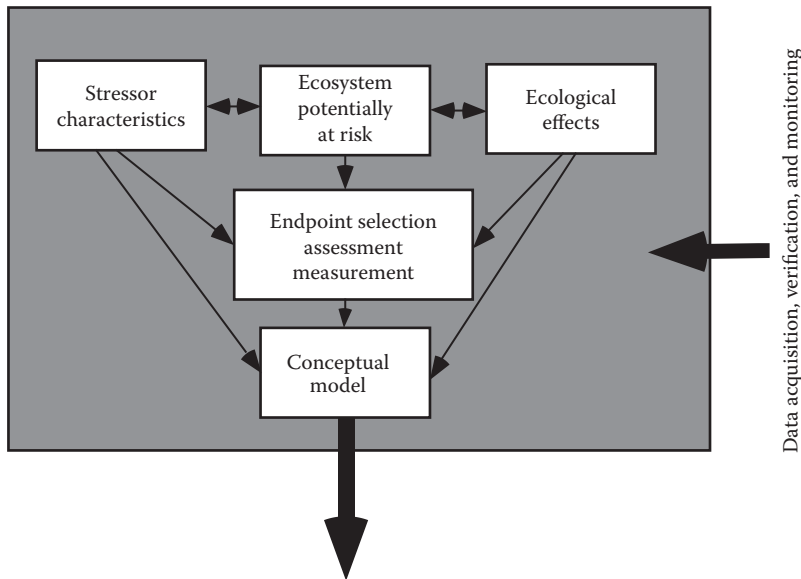 Stressor
characteristics
Ecosystem
potentially
at risk
Ecological
effects
Endpoint selection
assessment
measurement
Conceptual
model
Data acquisition, verification, and monitoring